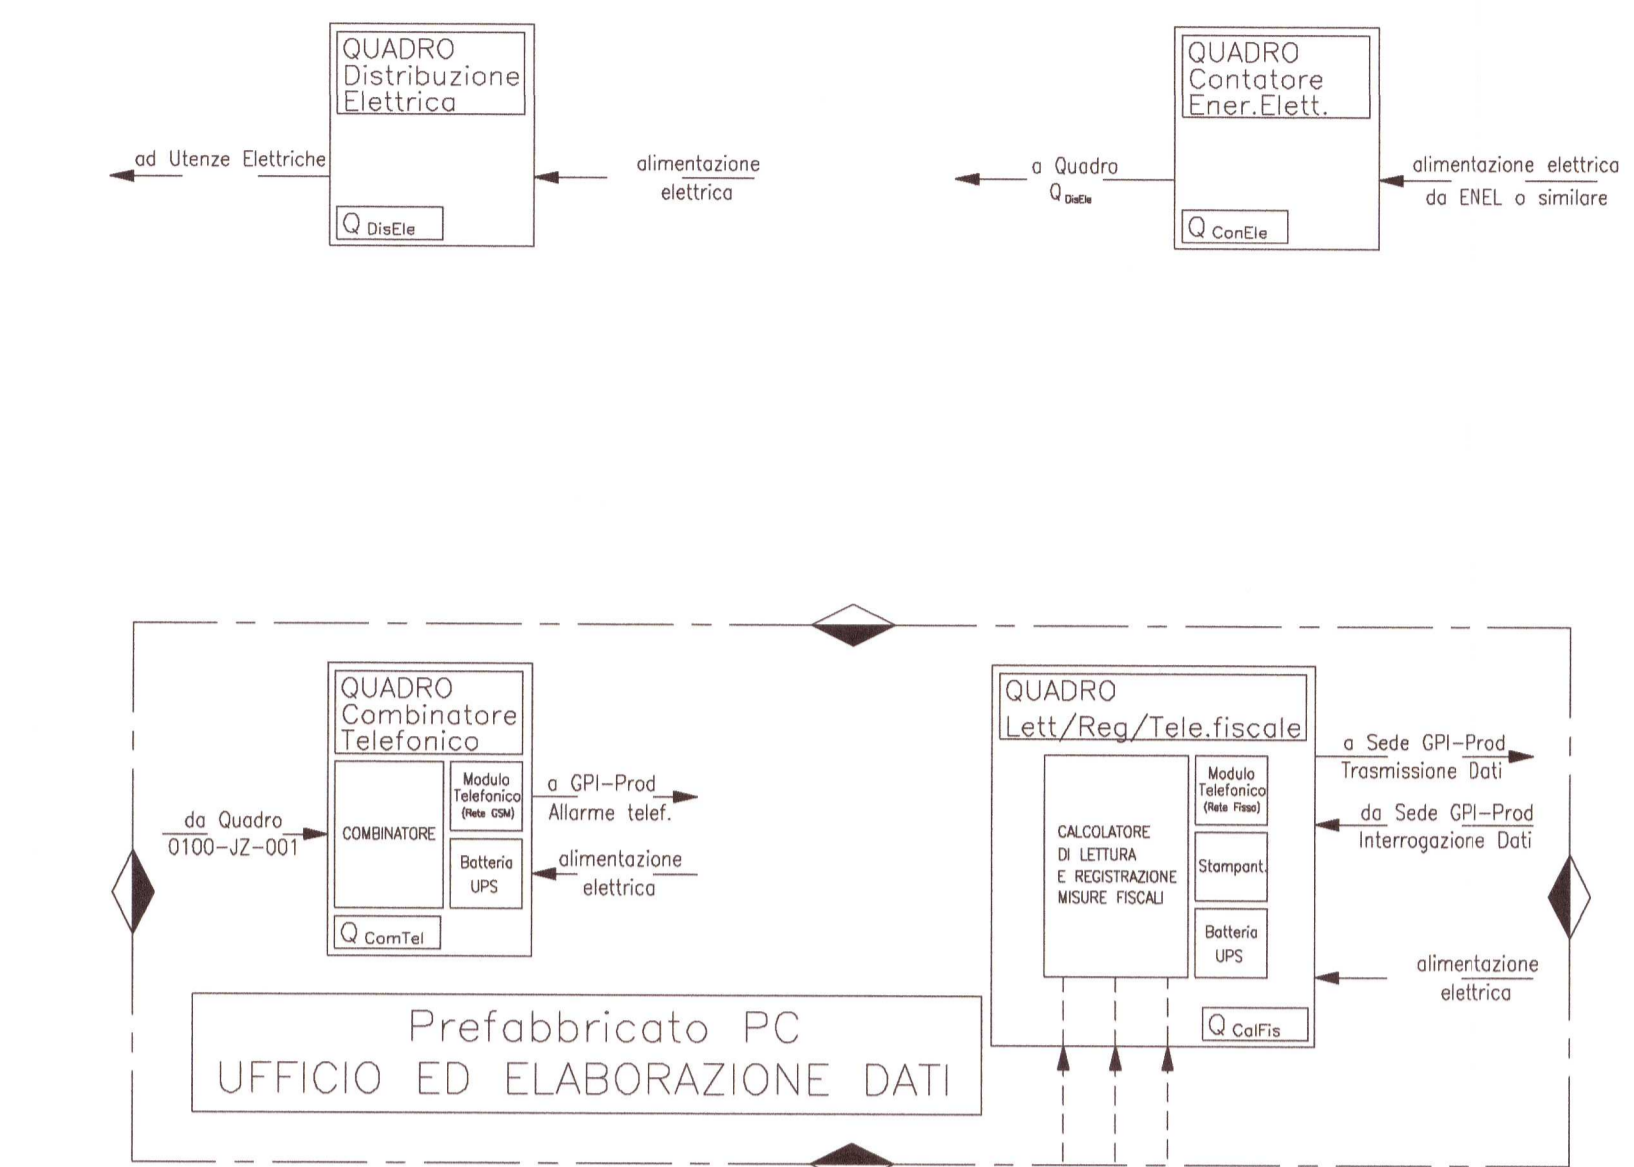 QUADRO
Distribuzione
Elettrica
ad Utenze Elettriche
alimentazione
elettrica
Q DisEle
QUADRO
Contatore
Ener.Elett.
a Quadro
Q DisEle
alimentazione elettrica
da ENEL o similare
Q ConEle
QUADRO
Combinatore
Telefonico
COMBINATORE
Modulo
Telefonico
(Rete GSM)
Batteria
UPS
da Quadro
0100-JZ-001
a GPI-Prod
Allarme telef.
alimentazione
elettrica
Q ComTel
QUADRO
Lett/Reg/Tele.fiscale
CALCOLATORE
DI LETTURA
E REGISTRAZIONE
MISURE FISCALI
Modulo
Telefonico
(Rete Fissa)
Stampant.
Batteria
UPS
a Sede GPI-Prod
Trasmissione Dati
da Sede GPI-Prod
Interrogazione Dati
alimentazione
elettrica
Q CalFis
Prefabbricato PC
UFFICIO ED ELABORAZIONE DATI